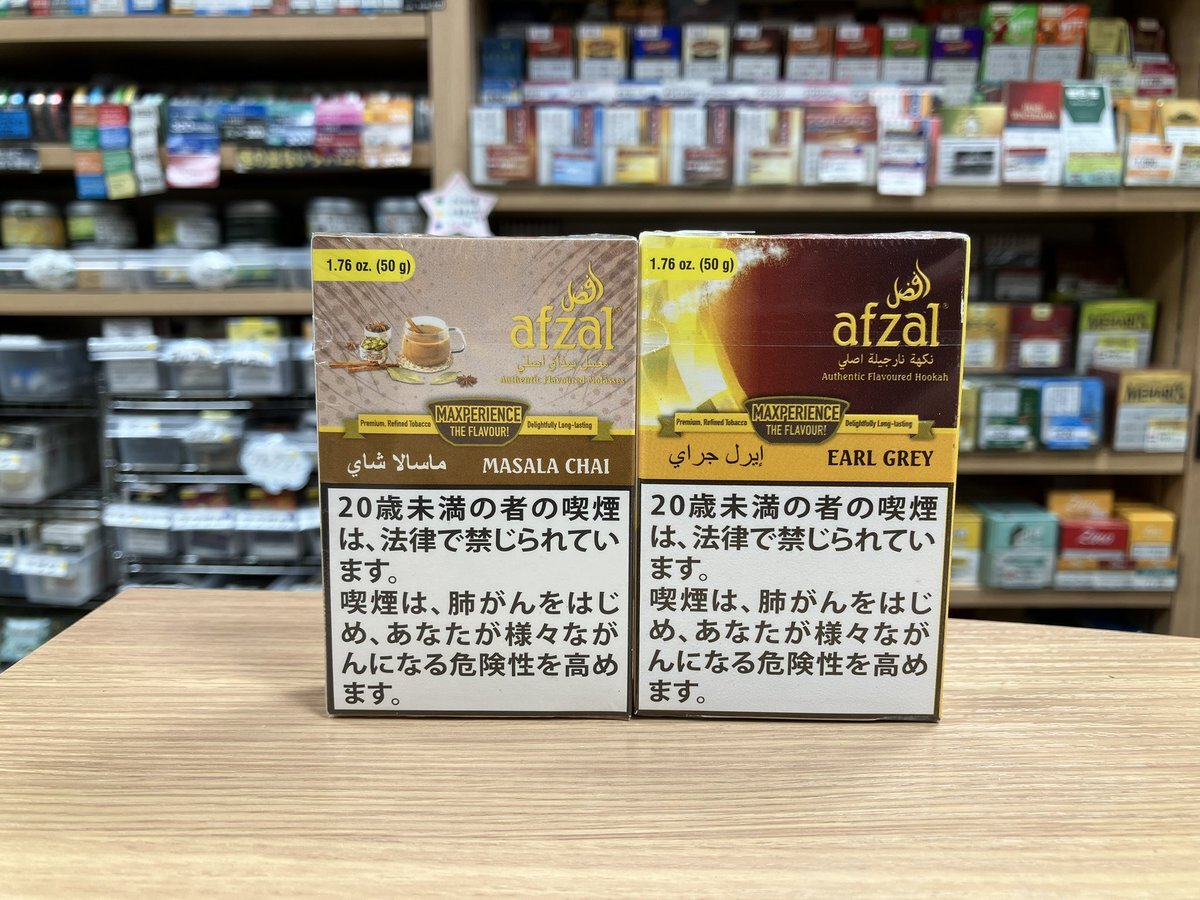 1.76 oz. (50 g)
افضل
afzal
معسل ميداق اصلي
Authentic Flavoured Molasses
MAXPERIENCE
THE FLAVOUR!
Premium, Refined Tobacco
Delightfully Long-lasting
ماسالا شاي
MASALA CHAI
20歳未満の者の喫煙
は、法律で禁じられてい
ます。
喫煙は、肺がんをはじ
め、あなたが様々なが
んになる危険性を高め
ます。
1.76 oz. (50 g)
افضل
afzal®
نكهة نارجيلة اصلي
Authentic Flavoured Hookah
MAXPERIENCE
THE FLAVOUR!
Premium, Refined Tobacco
Delightfully Long-lasting
إيرل جراي
EARL GREY
20歳未満の者の喫煙
は、法律で禁じられてい
ます。
喫煙は、肺がんをはじ
め、あなたが様々なが
んになる危険性を高め
ます。